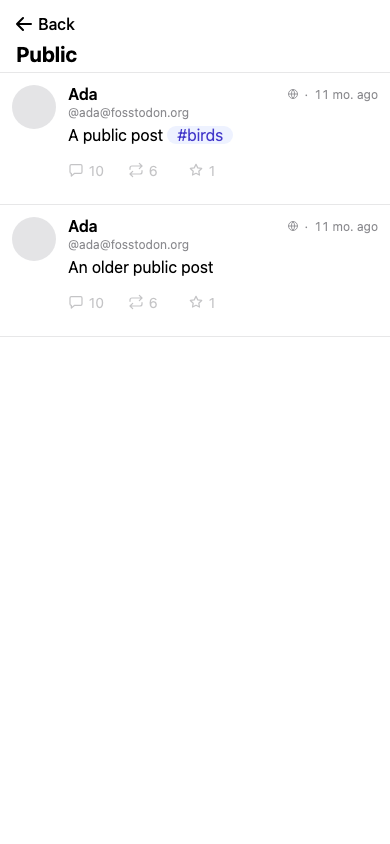 Back
Public
Ada
· 11 mo. ago
@ada@fosstodon.org
A public post #birds
10 6 1
Ada
· 11 mo. ago
@ada@fosstodon.org
An older public post
10 6 1